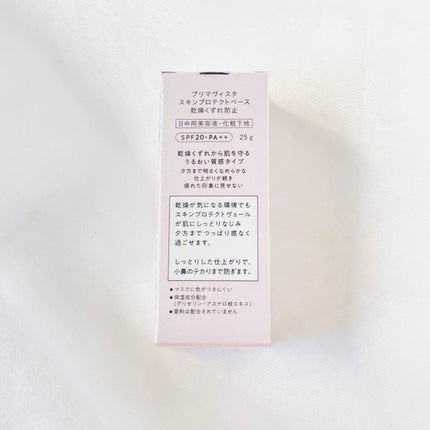 プリマヴィスタ
スキンプロテクトベース
乾燥くずれ防止
日中用美容液・化粧下地
SPF20・PA++ 25g
乾燥くずれから肌を守る
うるおい質感タイプ
夕方まで明るくなめらかな
仕上がりが続き
疲れた印象に見せない
乾燥が気になる環境でも
スキンプロテクトヴェール
が肌にしっとりなじみ
夕方までつっぱり感なく
過ごせます。
しっとりした仕上がりで、
小鼻のテカリまで防ぎます。
●マスクに色がつきにくい
●保湿成分配合
(グリセリン・アスナロ枝エキス)
●香料は配合されていません